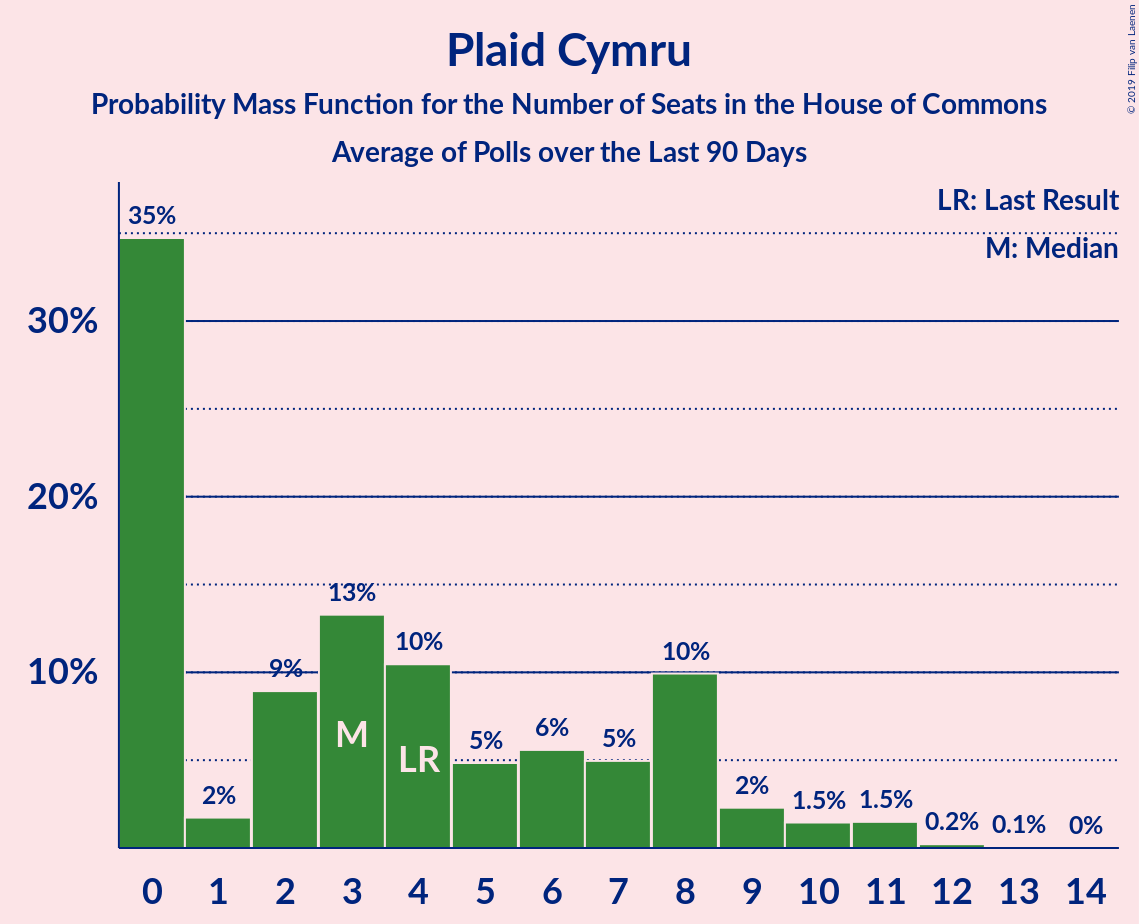 Plaid Cymru
Probability Mass Function for the Number of Seats in the House of Commons
Average of Polls over the Last 90 Days
© 2019 Filip van Laenen
LR: Last Result
M: Median
35%
30%
20%
10%
2%
9%
13%
10%
5%
6%
5%
10%
2%
1.5%
1.5%
0.2%
0.1%
0%
M
LR
0 1 2 3 4 5 6 7 8 9 10 11 12 13 14